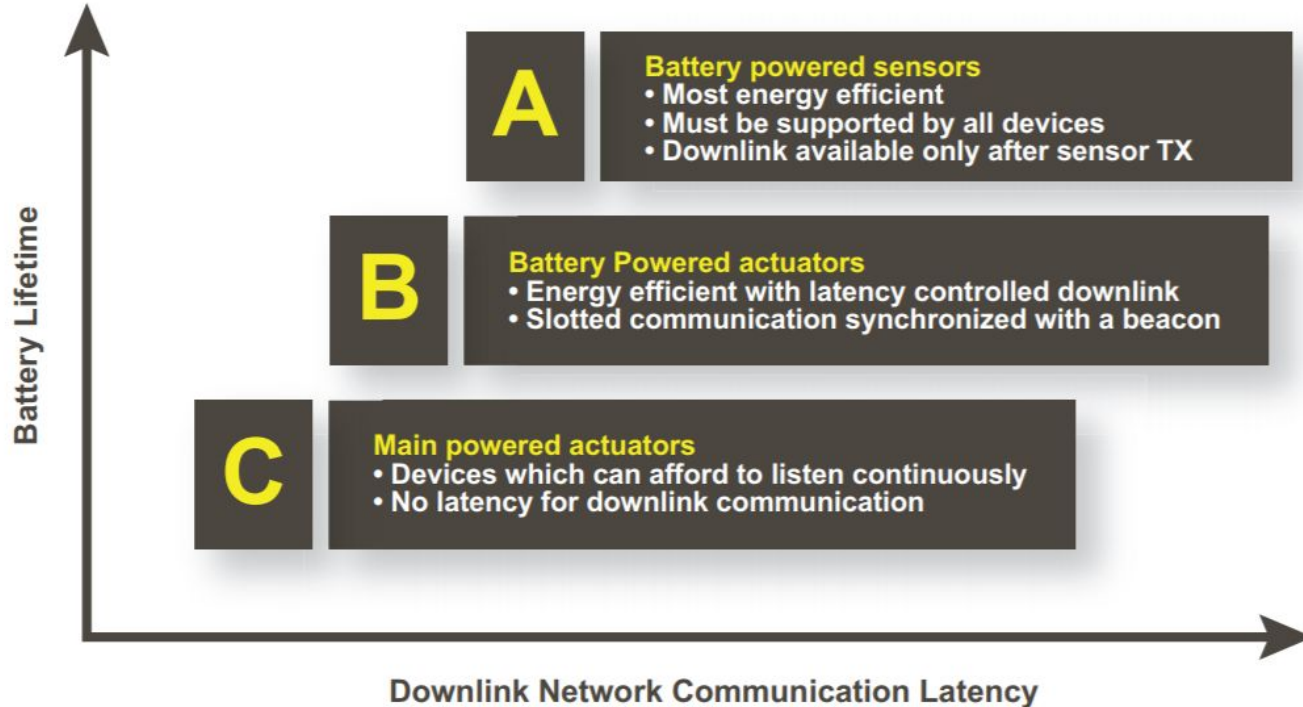 Battery Lifetime
A
Battery powered sensors
• Most energy efficient
• Must be supported by all devices
• Downlink available only after sensor TX
B
Battery Powered actuators
• Energy efficient with latency controlled downlink
• Slotted communication synchronized with a beacon
C
Main powered actuators
• Devices which can afford to listen continuously
• No latency for downlink communication
Downlink Network Communication Latency